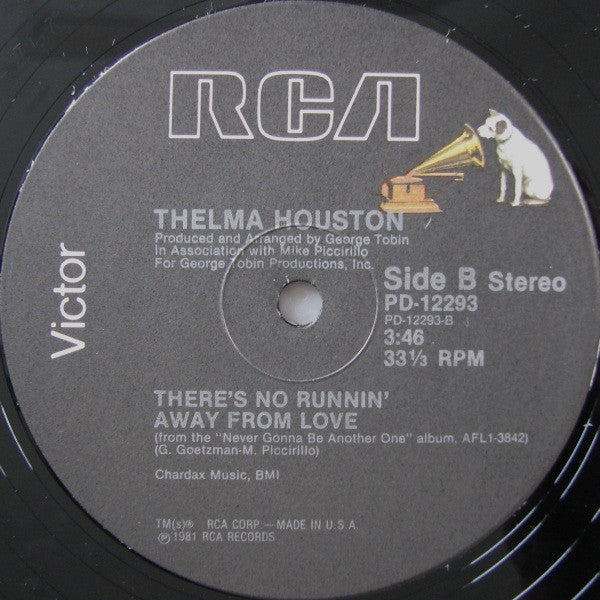 RCA
Victor
THELMA HOUSTON
Produced and Arranged by George Tobin
In Association with Mike Piccirillo
For George Tobin Productions, Inc.
Side B Stereo
PD-12293
PD-12293-B
3:46
33⅓ RPM
THERE'S NO RUNNIN'
AWAY FROM LOVE
(from the "Never Gonna Be Another One" album, AFL1-3842)
(G. Goetzman-M. Piccirillo)
Chardax Music, BMI
TM(s)® RCA CORP.—MADE IN U.S.A.
℗1981 RCA RECORDS